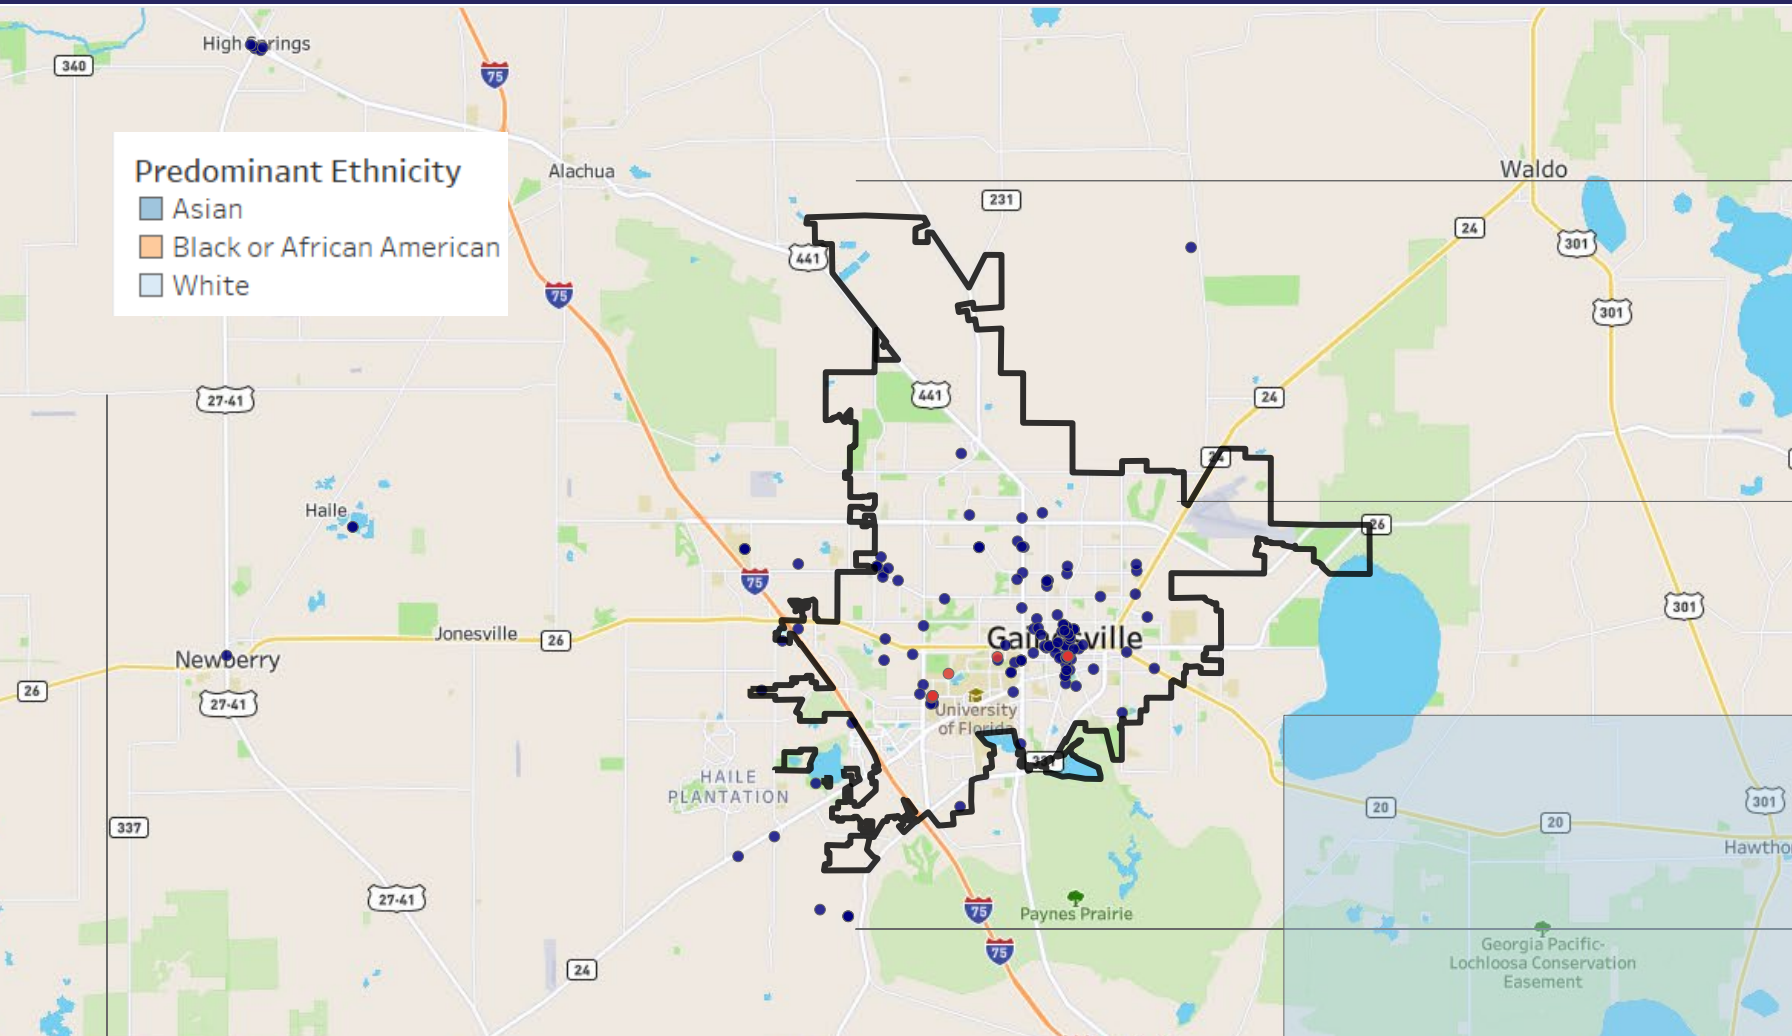 High Springs
340
75
Predominant Ethnicity
Asian
Black or African American
White
Alachua
Waldo
231
24
301
441
75
301
27-41
441
24
24
Haile
26
75
301
Jonesville
26
Gainesville
Newberry
26
27-41
University
of Florida
HAILE
PLANTATION
301
20
20
337
Hawtho
27-41
75
Paynes Prairie
75
Georgia Pacific-
Lochloosa Conservation
Easement
24